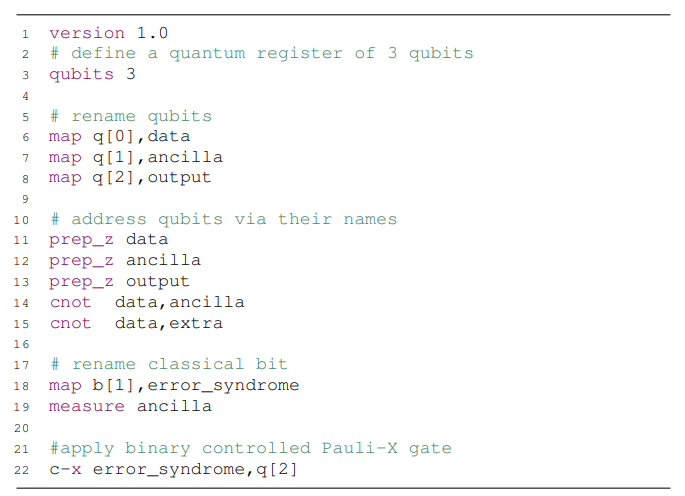 1 version 1.0
2 # define a quantum register of 3 qubits
3 qubits 3
4
5 # rename qubits
6 map q[0],data
7 map q[1],ancilla
8 map q[2],output
9
10 # address qubits via their names
11 prep_z data
12 prep_z ancilla
13 prep_z output
14 cnot  data,ancilla
15 cnot  data,extra
16
17 # rename classical bit
18 map b[1],error_syndrome
19 measure ancilla
20
21 #apply binary controlled Pauli-X gate
22 c-x error_syndrome,q[2]